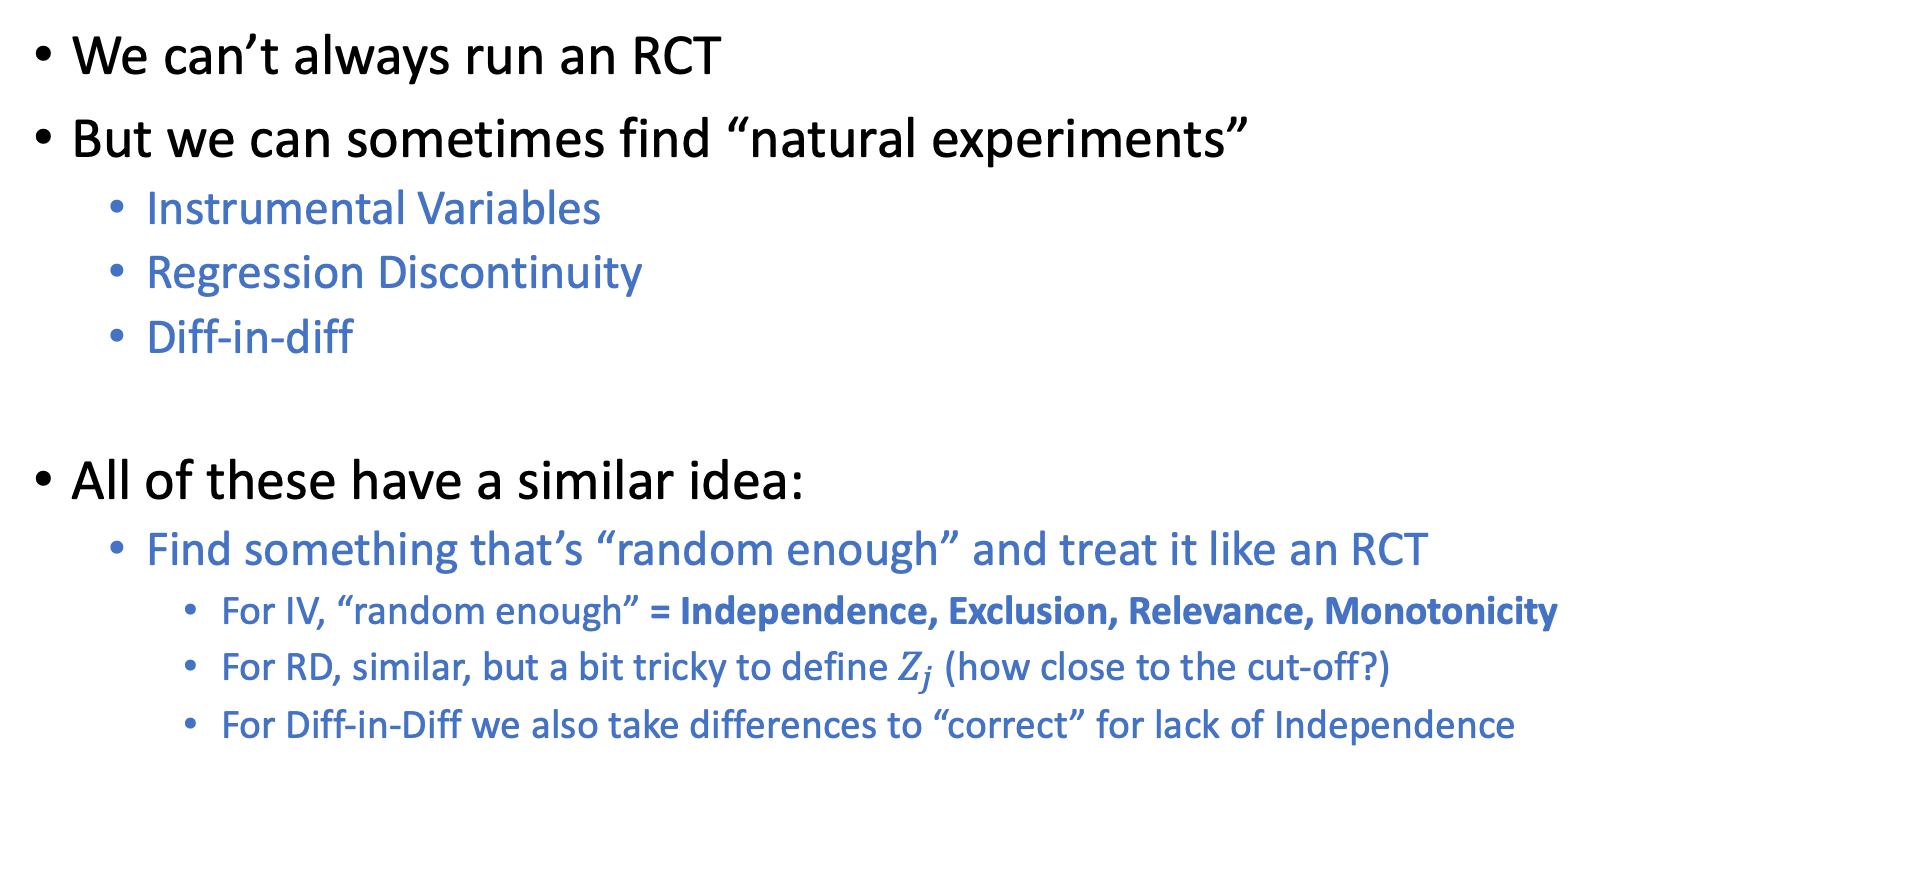 • We can’t always run an RCT
• But we can sometimes find “natural experiments”
• Instrumental Variables
• Regression Discontinuity
• Diff-in-diff
• All of these have a similar idea:
• Find something that’s “random enough” and treat it like an RCT
• For IV, “random enough” = Independence, Exclusion, Relevance, Monotonicity
• For RD, similar, but a bit tricky to define Z_j (how close to the cut-off?)
• For Diff-in-Diff we also take differences to “correct” for lack of Independence